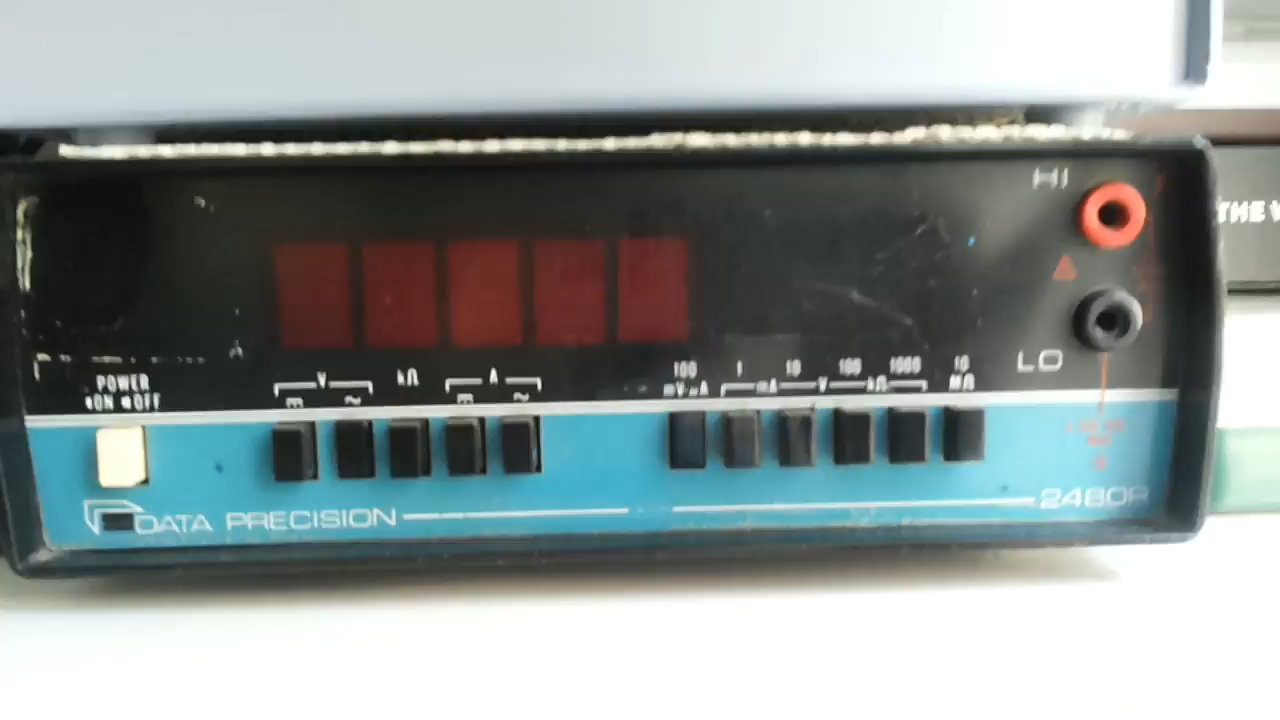 HI
THE
LO
POWER
ON OFF
V kΩ A
100 1 10 100 1000 10
mV-μA mA V kΩ MΩ
DATA PRECISION
2480R